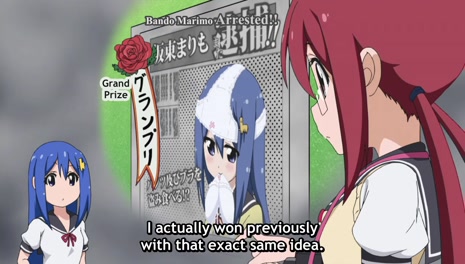 Bando Marimo Arrested!!
坂東まりも
逮捕!!
Grand
Prize
グランプリ
I actually won previously
with that exact same idea.